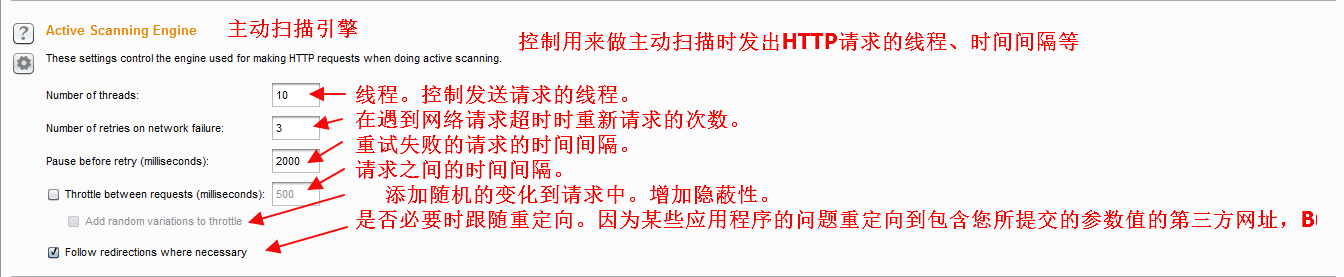 Active Scanning Engine 主动扫描引擎
控制用来做主动扫描时发出HTTP请求的线程、时间间隔等
These settings control the engine used for making HTTP requests when doing active scanning.
Number of threads: 10 线程。控制发送请求的线程。
Number of retries on network failure: 3 在遇到网络请求超时时重新请求的次数。
Pause before retry (milliseconds): 2000 重试失败的请求的时间间隔。
请求之间的时间间隔。
Throttle between requests (milliseconds): 500 添加随机的变化到请求中。增加隐蔽性。
Add random variations to throttle 是否必要时跟随重定向。因为某些应用程序的问题重定向到包含您所提交的参数值的第三方网址，
Follow redirections where necessary